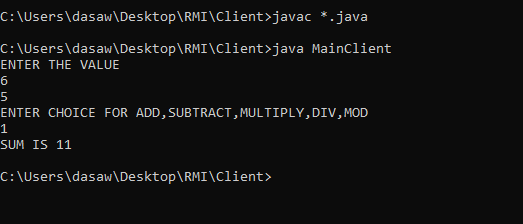 C:\Users\dasaw\Desktop\RMI\Client>javac *.java
C:\Users\dasaw\Desktop\RMI\Client>java MainClient
ENTER THE VALUE
6
5
ENTER CHOICE FOR ADD,SUBTRACT,MULTIPLY,DIV,MOD
1
SUM IS 11
C:\Users\dasaw\Desktop\RMI\Client>